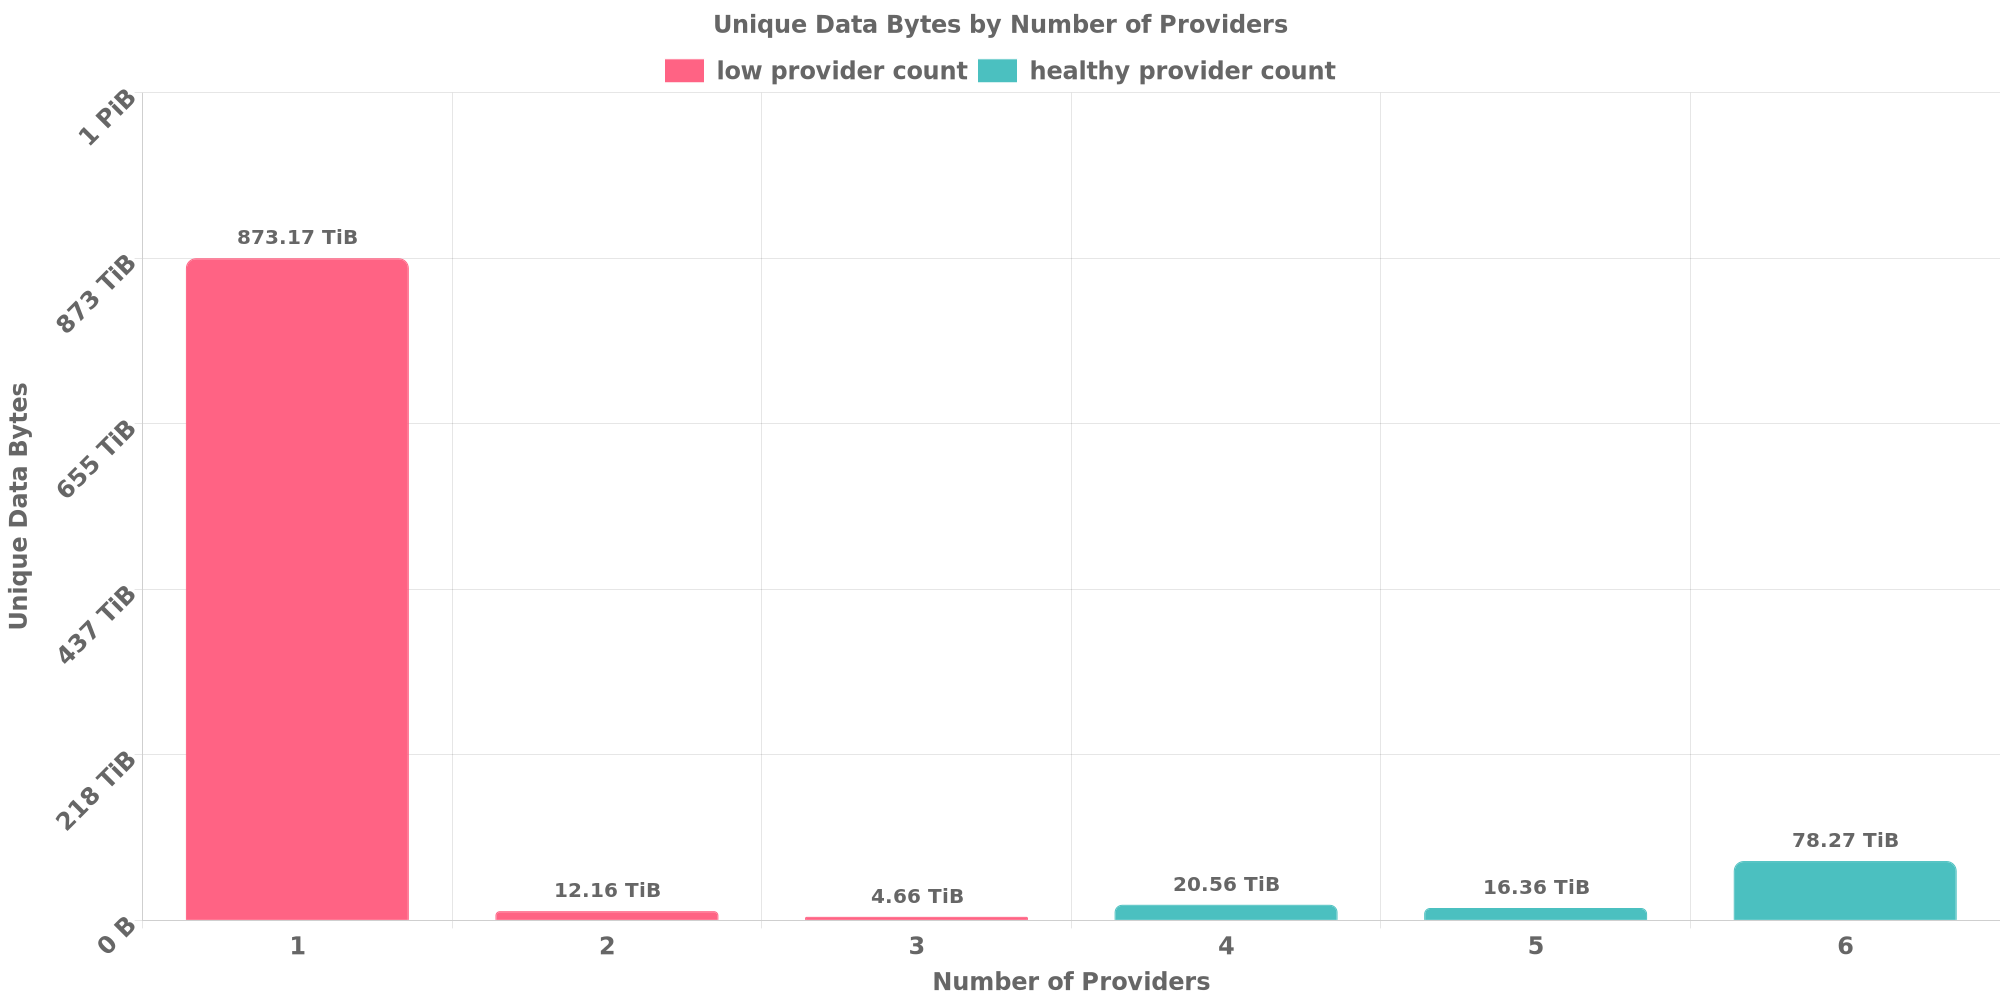 Unique Data Bytes by Number of Providers
low provider count healthy provider count
1 PiB
873 TiB
655 TiB
437 TiB
218 TiB
0 B
Unique Data Bytes
873.17 TiB
12.16 TiB
4.66 TiB
20.56 TiB
16.36 TiB
78.27 TiB
1 2 3 4 5 6
Number of Providers